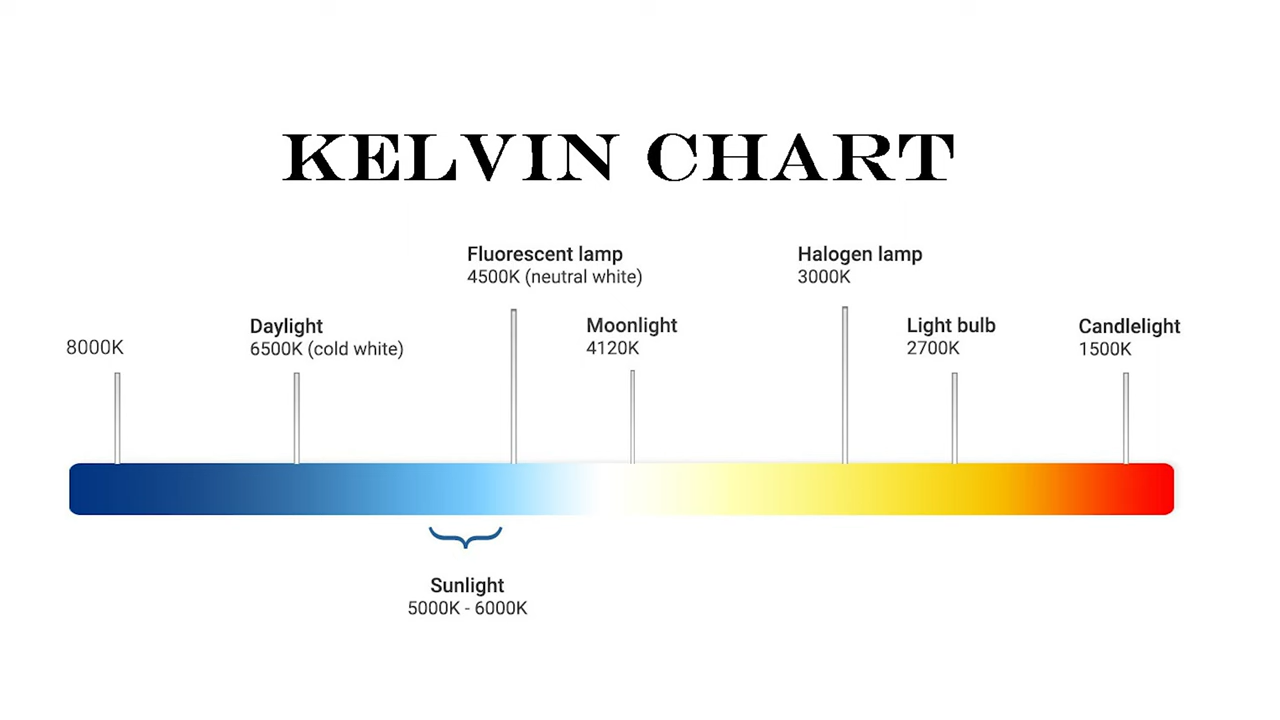 KELVIN CHART
Fluorescent lamp
4500K (neutral white)
Halogen lamp
3000K
8000K
Daylight
6500K (cold white)
Moonlight
4120K
Light bulb
2700K
Candlelight
1500K
Sunlight
5000K - 6000K